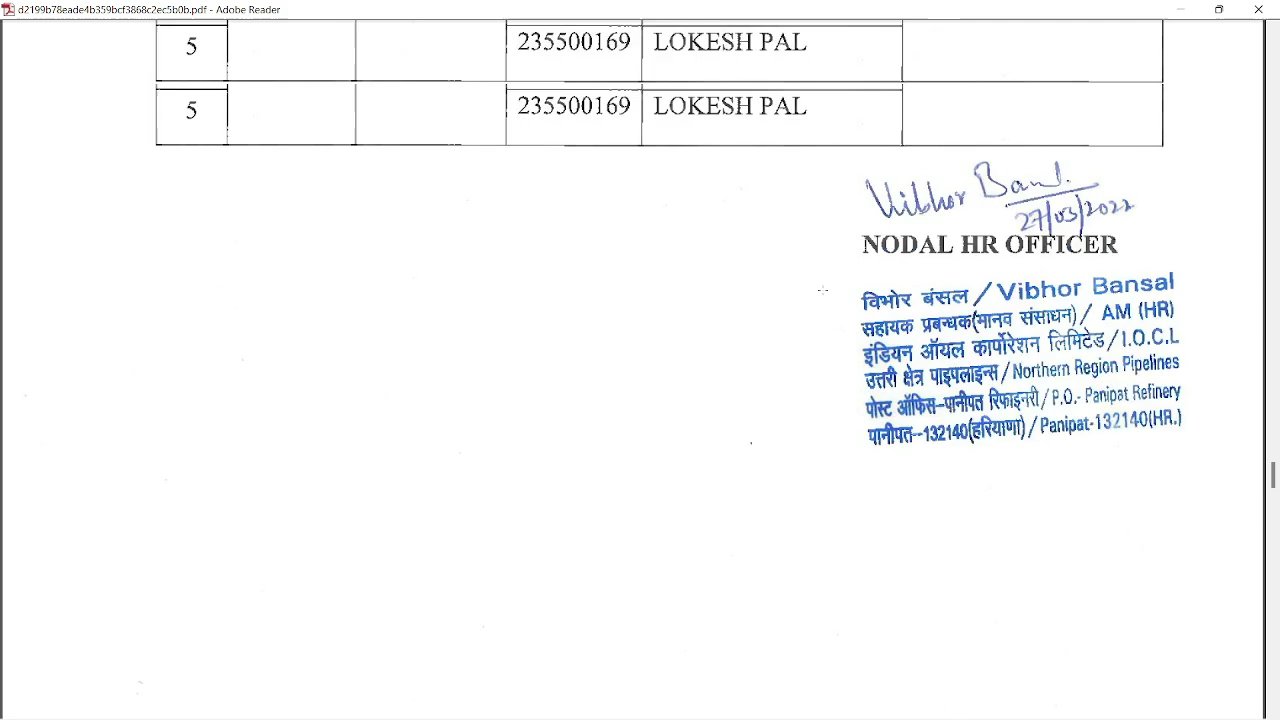 d2199b78eade4b359bcf3868c2ec5b0b.pdf - Adobe Reader
5 235500169 LOKESH PAL
5 235500169 LOKESH PAL
Vibhor Bansal
27/03/2022
NODAL HR OFFICER
विभोर बंसल / Vibhor Bansal
सहायक प्रबन्धक(मानव संसाधन) / AM (HR)
इंडियन ऑयल कार्पोरेशन लिमिटेड / I.O.C.L
उत्तरी क्षेत्र पाइपलाइन्स / Northern Region Pipelines
पोस्ट ऑफिस-पानीपत रिफाइनरी / P.O.- Panipat Refinery
पानीपत--132140(हरियाणा) / Panipat-132140(HR.)